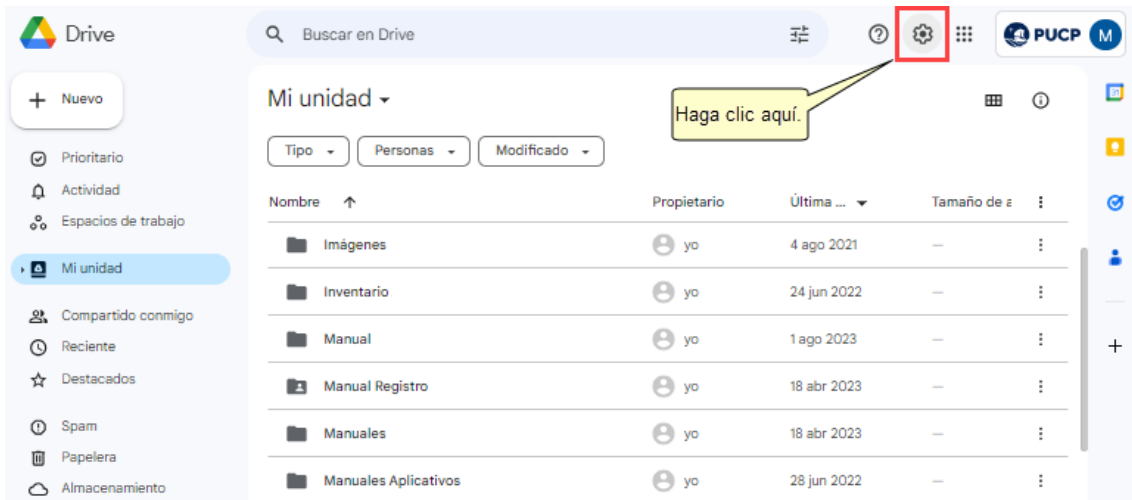 Drive
Buscar en Drive
PUCP
M
Nuevo
Mi unidad
Haga clic aquí.
Tipo
Personas
Modificado
Prioritario
Actividad
Espacios de trabajo
Mi unidad
Compartido conmigo
Reciente
Destacados
Spam
Papelera
Almacenamiento
Nombre Propietario Última ... Tamaño de a
Imágenes yo 4 ago 2021 —
Inventario yo 24 jun 2022 —
Manual yo 1 ago 2023 —
Manual Registro yo 18 abr 2023 —
Manuales yo 18 abr 2023 —
Manuales Aplicativos yo 28 jun 2022 —